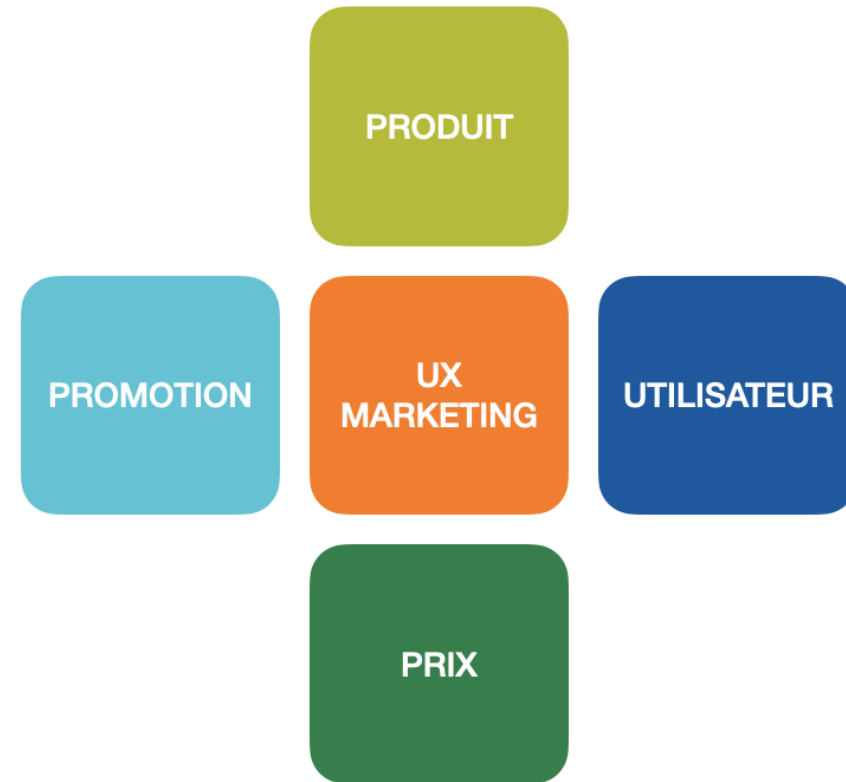 PRODUIT
PROMOTION
UX
MARKETING
UTILISATEUR
PRIX